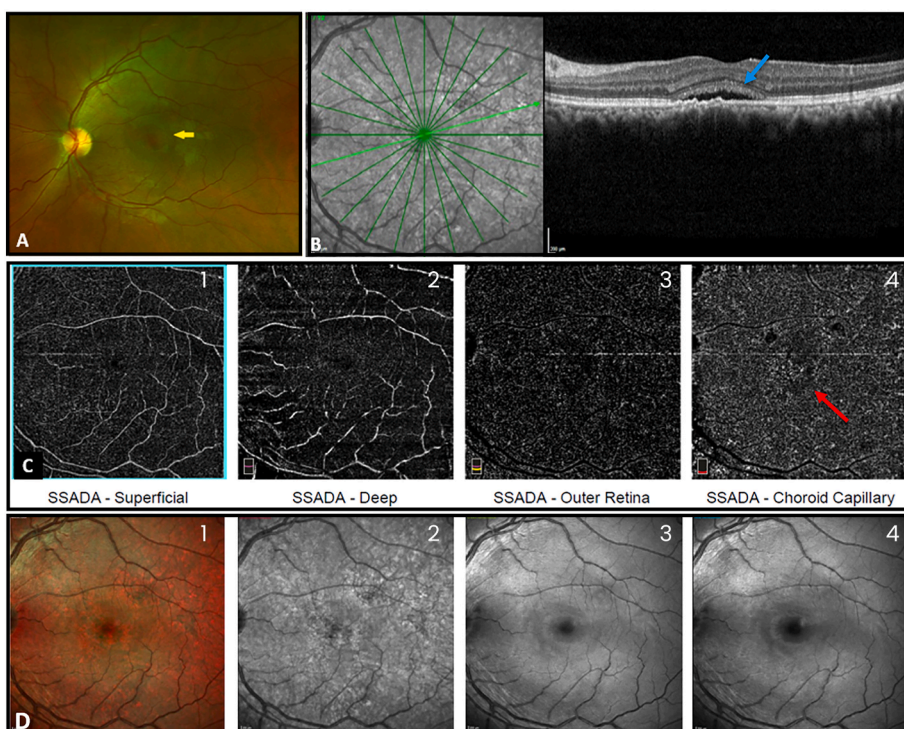 A
B
1
2
3
4
C
SSADA - Superficial
SSADA - Deep
SSADA - Outer Retina
SSADA - Choroid Capillary
1
2
3
4
D